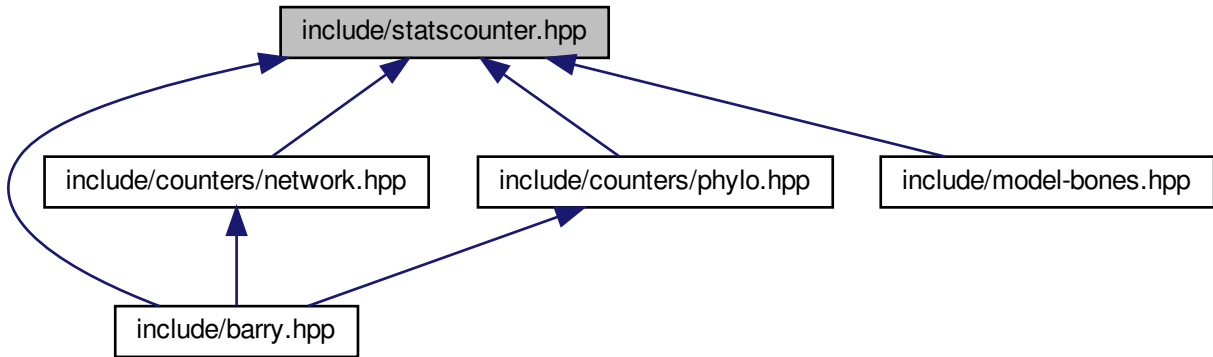 include/statscounter.hpp
include/counters/network.hpp
include/counters/phylo.hpp
include/model-bones.hpp
include/barry.hpp